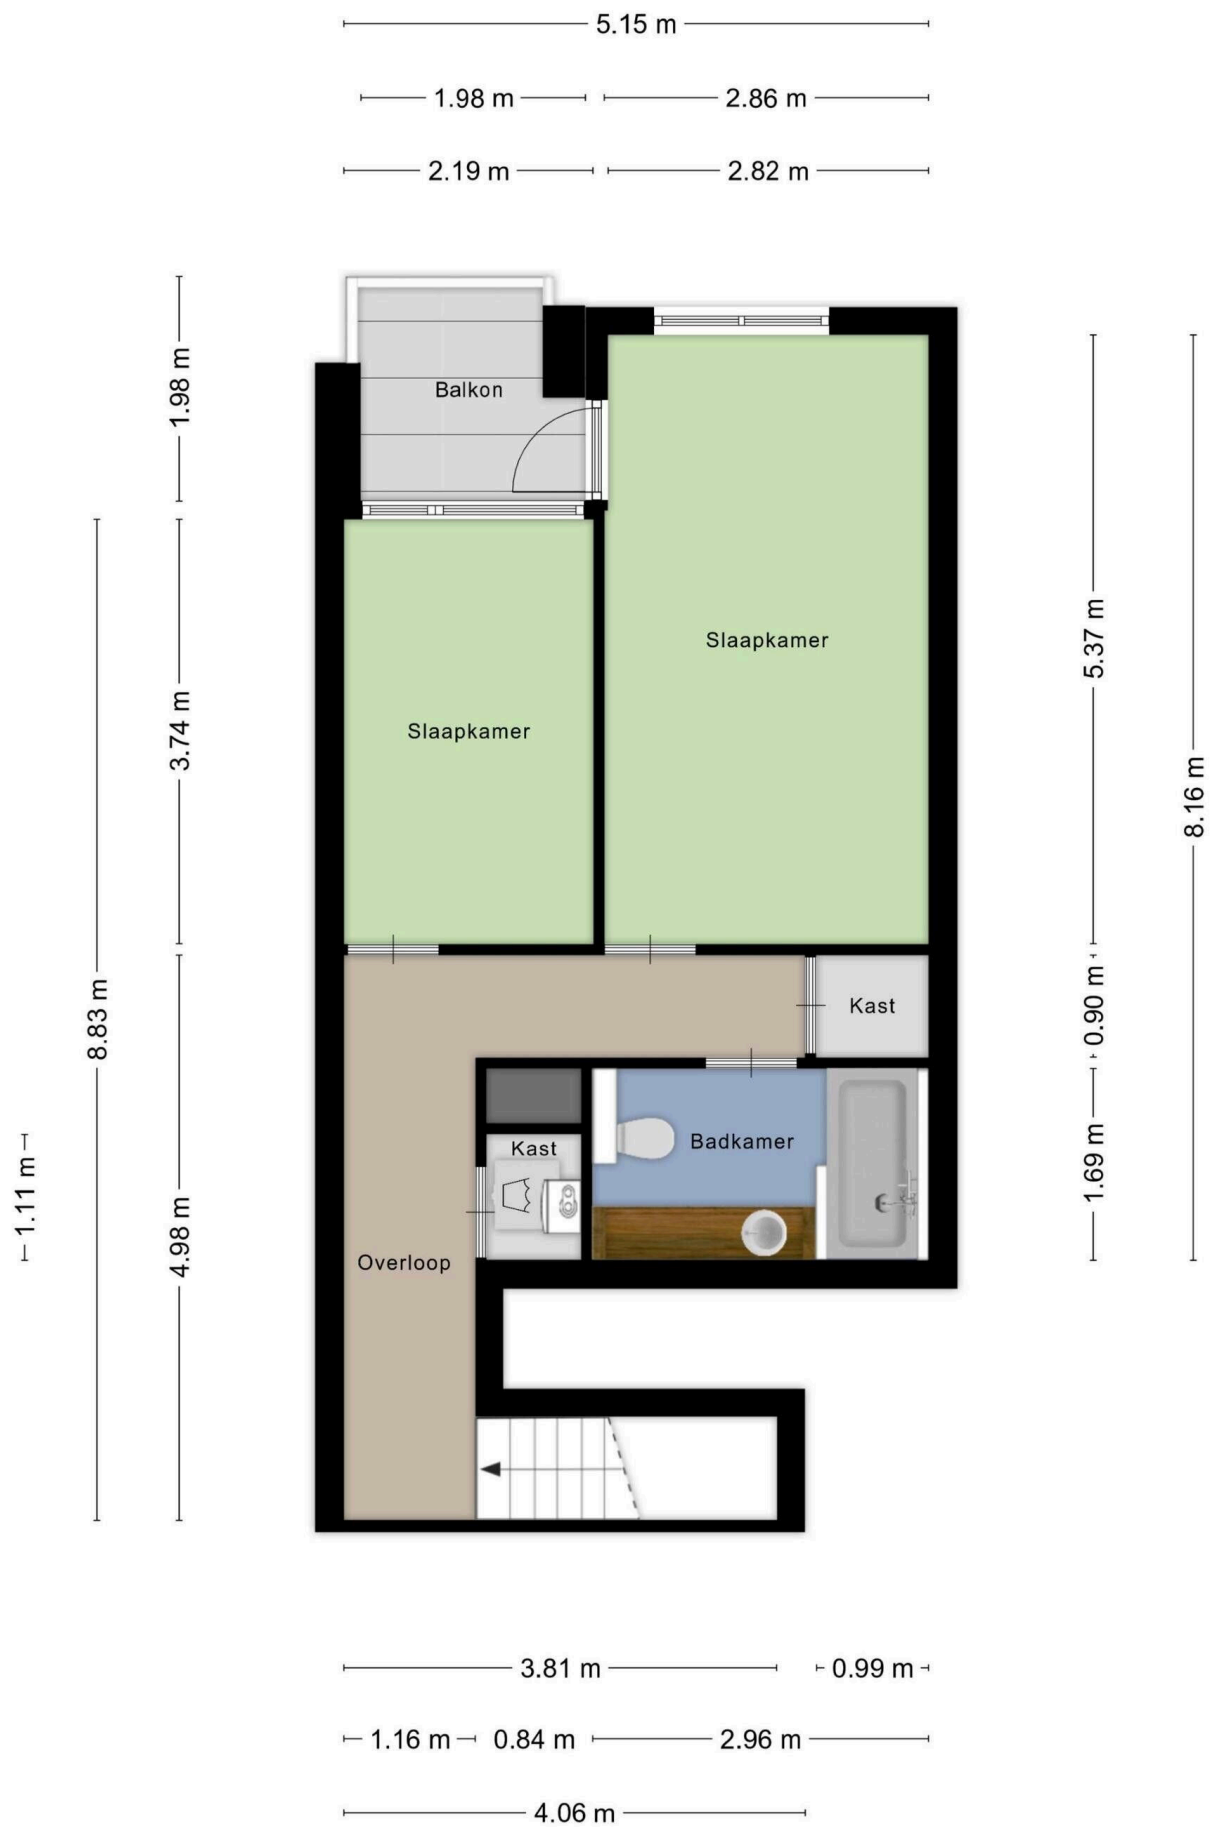 5.15 m
1.98 m
2.86 m
2.19 m
2.82 m
1.98 m
Balkon
5.37 m
Slaapkamer
3.74 m
Slaapkamer
8.16 m
8.83 m
0.90 m
Kast
1.11 m
1.69 m
Kast
Badkamer
4.98 m
Overloop
3.81 m
0.99 m
1.16 m
0.84 m
2.96 m
4.06 m